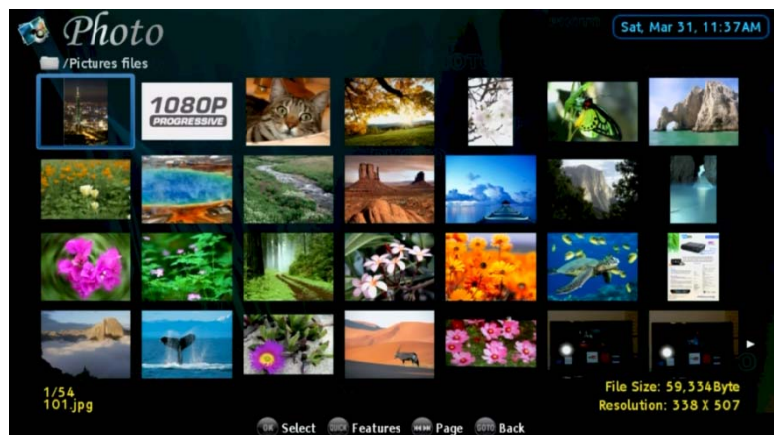 Photo
Sat, Mar 31, 11:37AM
/Pictures files
1080P
PROGRESSIVE
1/54
101.jpg
File Size: 59,334Byte
Resolution: 338 X 507
OK Select QUICK Features Page GOTO Back